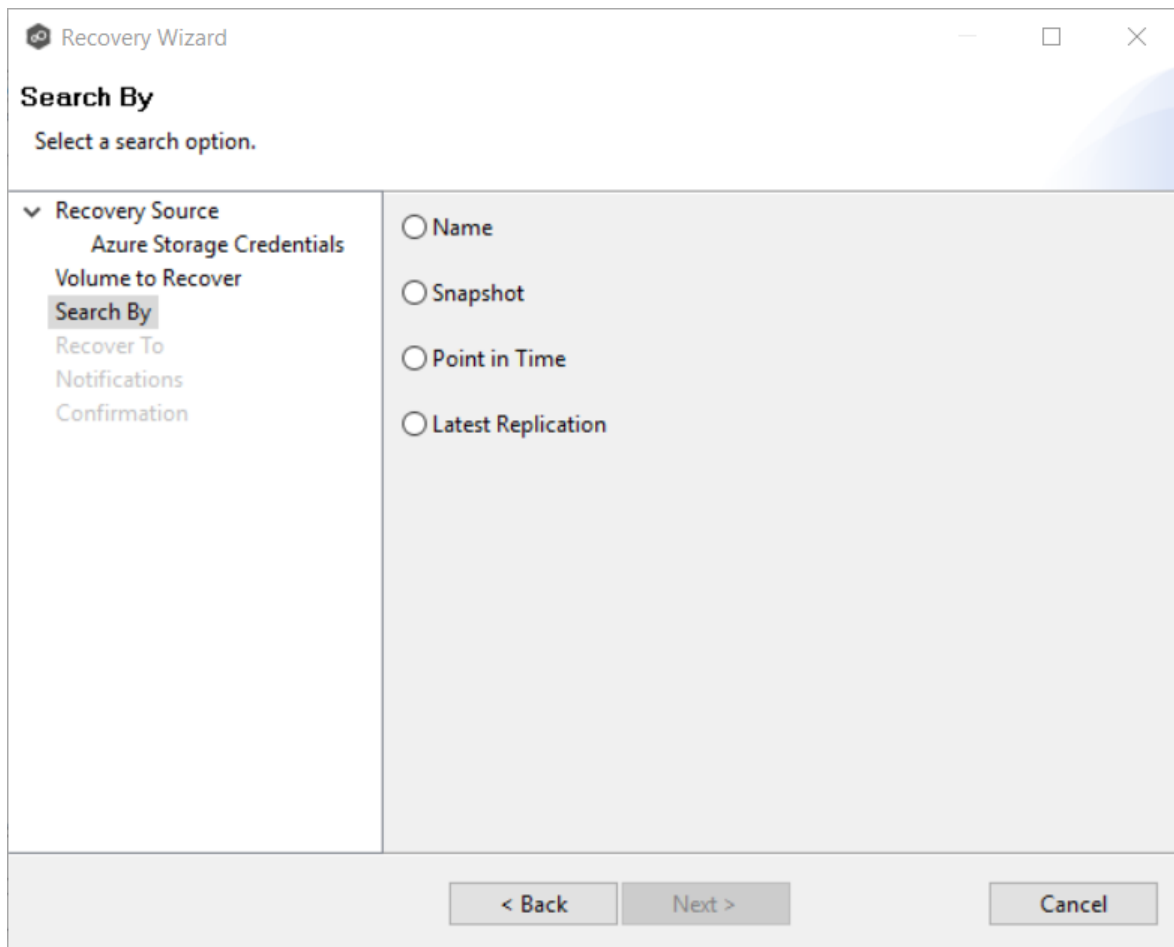 Recovery Wizard
Search By
Select a search option.
Recovery Source
Azure Storage Credentials
Volume to Recover
Search By
Recover To
Notifications
Confirmation
Name
Snapshot
Point in Time
Latest Replication
< Back
Next >
Cancel